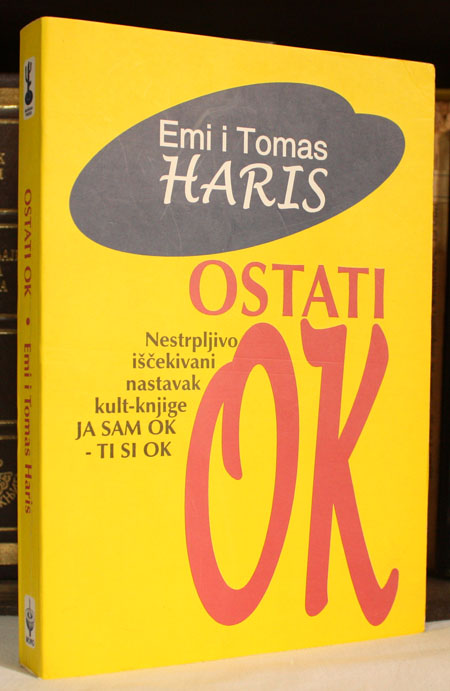 Emi i Tomas
HARIS
OSTATI
OK
Nestrpljivo
iščekivani
nastavak
kult-knjige
JA SAM OK
- TI SI OK
OSTATI OK • Emi i Tomas Haris